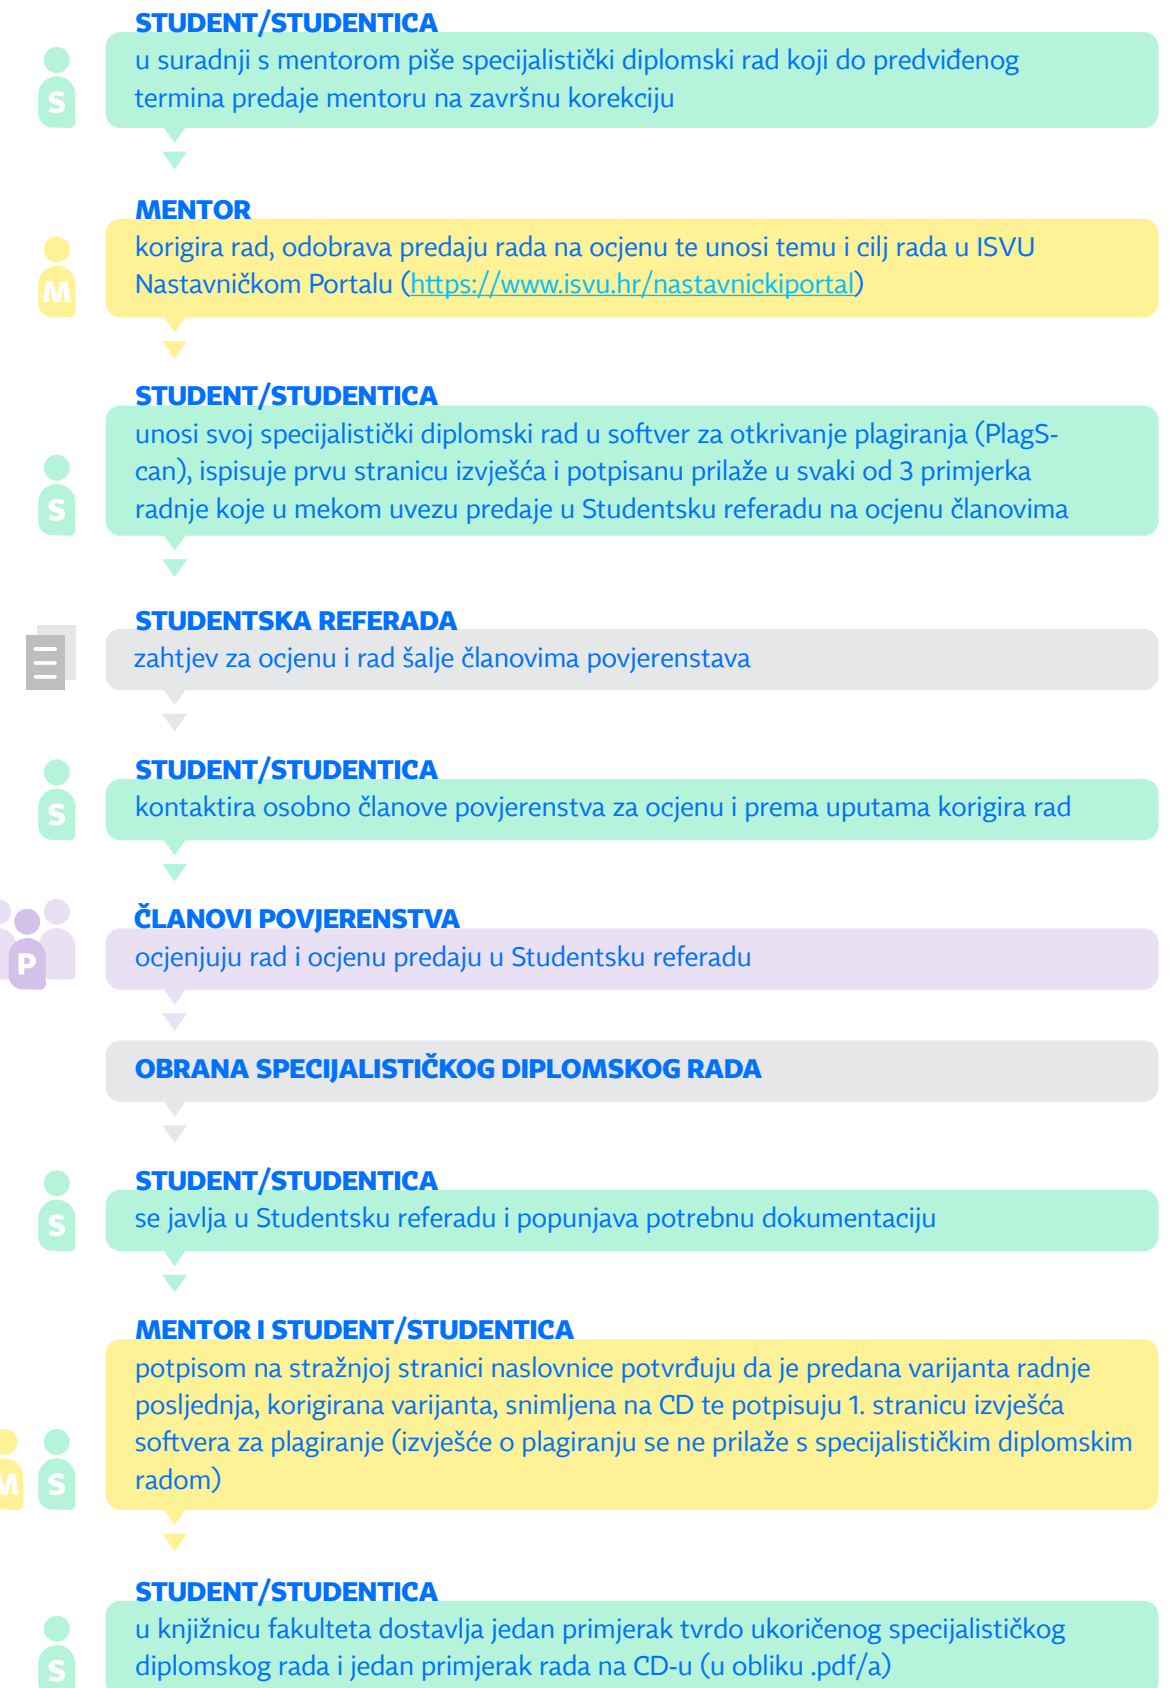 STUDENT/STUDENTICA
u suradnji s mentorom piše specijalistički diplomski rad koji do predviđenog
termina predaje mentoru na završnu korekciju
S
MENTOR
korigira rad, odobrava predaju rada na ocjenu te unosi temu i cilj rada u ISVU
Nastavničkom Portalu (https://www.isvu.hr/nastavnickiportal)
M
STUDENT/STUDENTICA
unosi svoj specijalistički diplomski rad u softver za otkrivanje plagiranja (PlagS-
can), ispisuje prvu stranicu izvješća i potpisanu prilaže u svaki od 3 primjerka
radnje koje u mekom uvezu predaje u Studentsku referadu na ocjenu članovima
S
STUDENTSKA REFERADA
zahtjev za ocjenu i rad šalje članovima povjerenstava
STUDENT/STUDENTICA
kontaktira osobno članove povjerenstva za ocjenu i prema uputama korigira rad
S
ČLANOVI POVJERENSTVA
ocjenjuju rad i ocjenu predaju u Studentsku referadu
P
OBRANA SPECIJALISTIČKOG DIPLOMSKOG RADA
STUDENT/STUDENTICA
se javlja u Studentsku referadu i popunjava potrebnu dokumentaciju
S
MENTOR I STUDENT/STUDENTICA
potpisom na stražnjoj stranici naslovnice potvrđuju da je predana varijanta radnje
posljednja, korigirana varijanta, snimljena na CD te potpisuju 1. stranicu izvješća
softvera za plagiranje (izvješće o plagiranju se ne prilaže s specijalističkim diplomskim
radom)
M S
STUDENT/STUDENTICA
u knjižnicu fakulteta dostavlja jedan primjerak tvrdo ukoričenog specijalističkog
diplomskog rada i jedan primjerak rada na CD-u (u obliku .pdf/a)
S